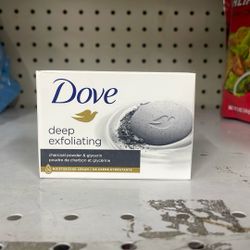 Dove
deep
exfoliating
charcoal powder & glycerin
poudre de charbon et glycérine